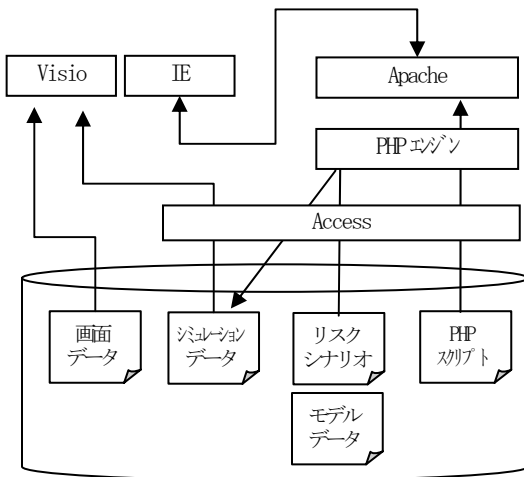 Visio
IE
Apache
PHPエンジン
Access
画面
データ
シミュレーション
データ
リスク
シナリオ
PHP
スクリプト
モデル
データ